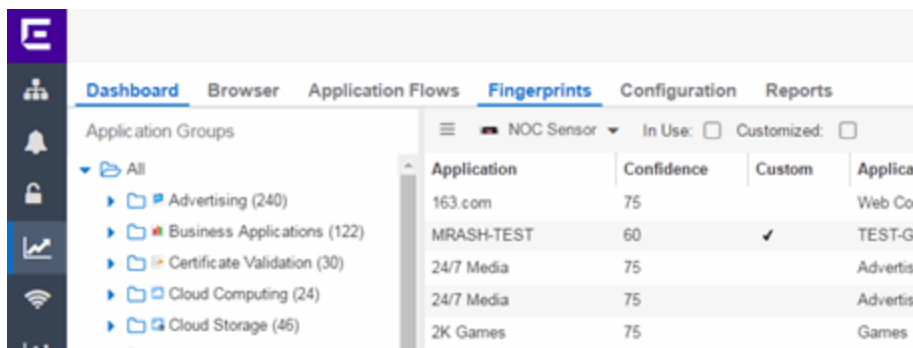 Dashboard Browser Application Flows Fingerprints Configuration Reports
Application Groups
NOC Sensor In Use: Customized:
All
Advertising (240)
Business Applications (122)
Certificate Validation (30)
Cloud Computing (24)
Cloud Storage (46)
Application Confidence Custom Applica
163.com 75 Web Co
MRASH-TEST 60 ✔ TEST-G
24/7 Media 75 Advertis
24/7 Media 75 Advertis
2K Games 75 Games